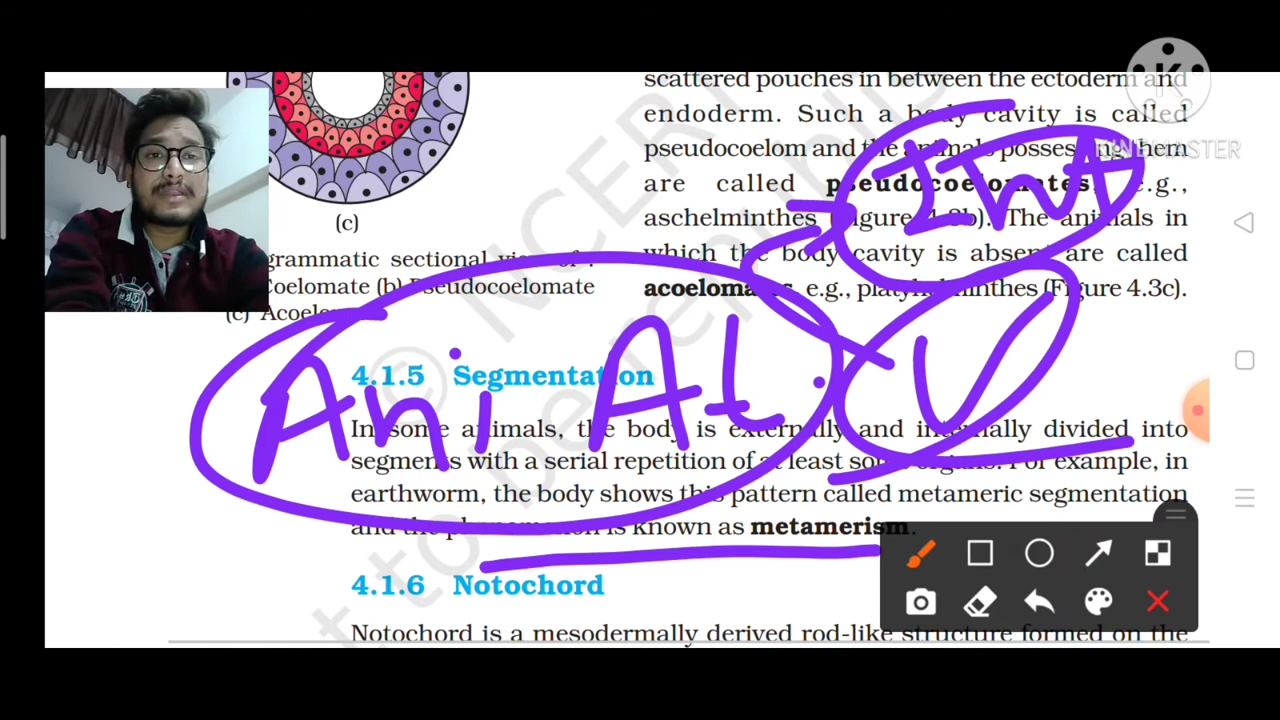 scattered pouches in between the ectoderm and
endoderm. Such a body cavity is called
pseudocoelom and the animals possessing them
are called pseudocoelomates, e.g.,
aschelminthes (Figure 4.3b). The animals in
which the body cavity is absent are called
acoelomates, e.g., platyhelminthes (Figure 4.3c).
(c)
grammatic sectional view of :
Coelomate (b) Pseudocoelomate
(c) Acoelomate
KINEMASTER
Ani At.
V
4.1.5 Segmentation
In some animals, the body is externally and internally divided into
segments with a serial repetition of at least some organs. For example, in
earthworm, the body shows this pattern called metameric segmentation
and the phenomenon is known as metamerism.
4.1.6 Notochord
Notochord is a mesodermally derived rod-like structure formed on the